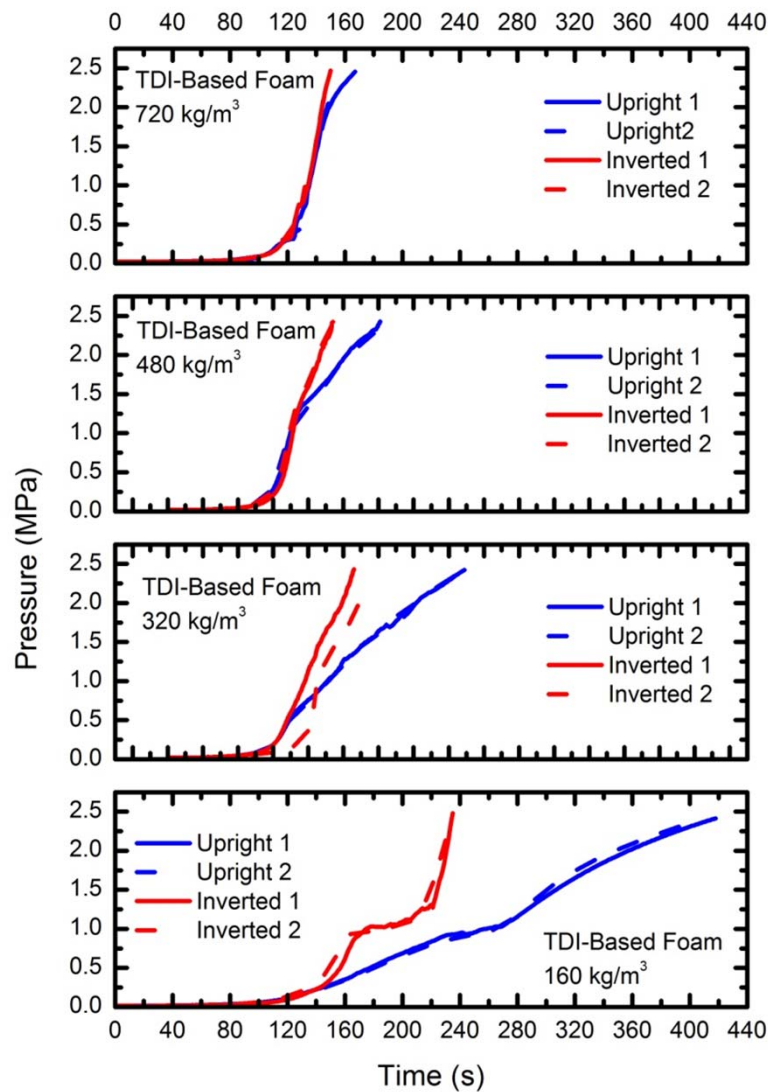 0 40 80 120 160 200 240 280 320 360 400 440
2.5
2.0
1.5
1.0
0.5
0.0
TDI-Based Foam
720 kg/m³
Upright 1
Upright2
Inverted 1
Inverted 2
2.5
2.0
1.5
1.0
0.5
0.0
TDI-Based Foam
480 kg/m³
Upright 1
Upright 2
Inverted 1
Inverted 2
Pressure (MPa)
2.5
2.0
1.5
1.0
0.5
0.0
TDI-Based Foam
320 kg/m³
Upright 1
Upright 2
Inverted 1
Inverted 2
2.5
2.0
1.5
1.0
0.5
0.0
Upright 1
Upright 2
Inverted 1
Inverted 2
TDI-Based Foam
160 kg/m³
0 40 80 120 160 200 240 280 320 360 400 440
Time (s)